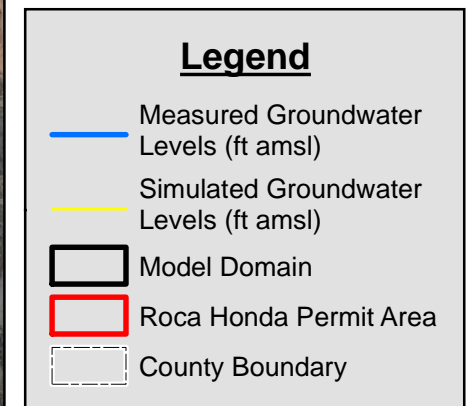 Legend
Measured Groundwater
Levels (ft amsl)
Simulated Groundwater
Levels (ft amsl)
Model Domain
Roca Honda Permit Area
County Boundary